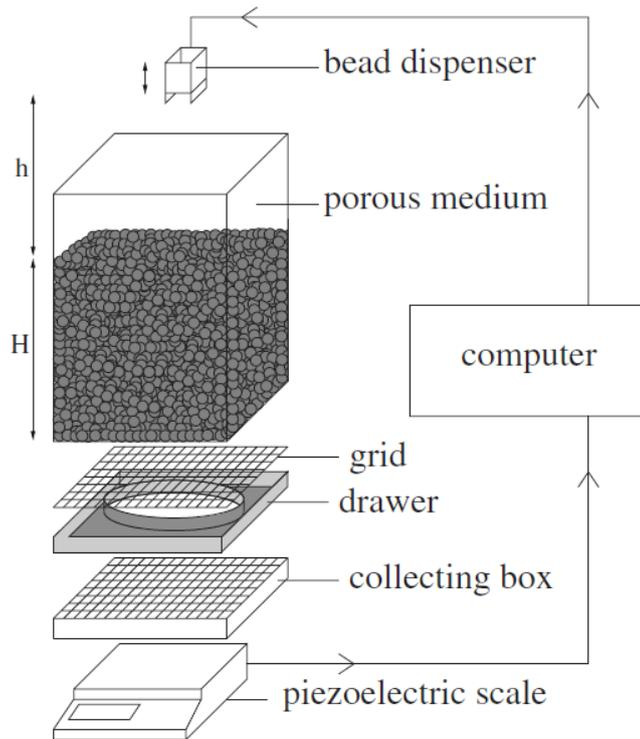 bead dispenser
h
porous medium
H
computer
grid
drawer
collecting box
piezoelectric scale